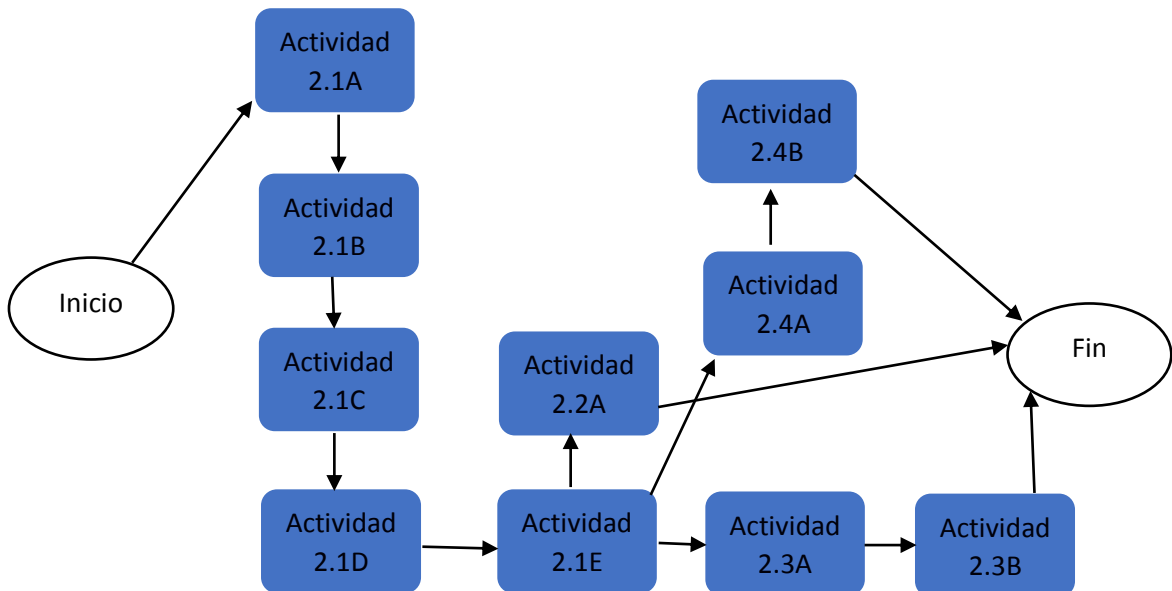 Actividad
2.1A
Actividad
2.4B
Actividad
2.1B
Inicio
Actividad
2.4A
Actividad
2.1C
Actividad
2.2A
Fin
Actividad
2.1D
Actividad
2.1E
Actividad
2.3A
Actividad
2.3B